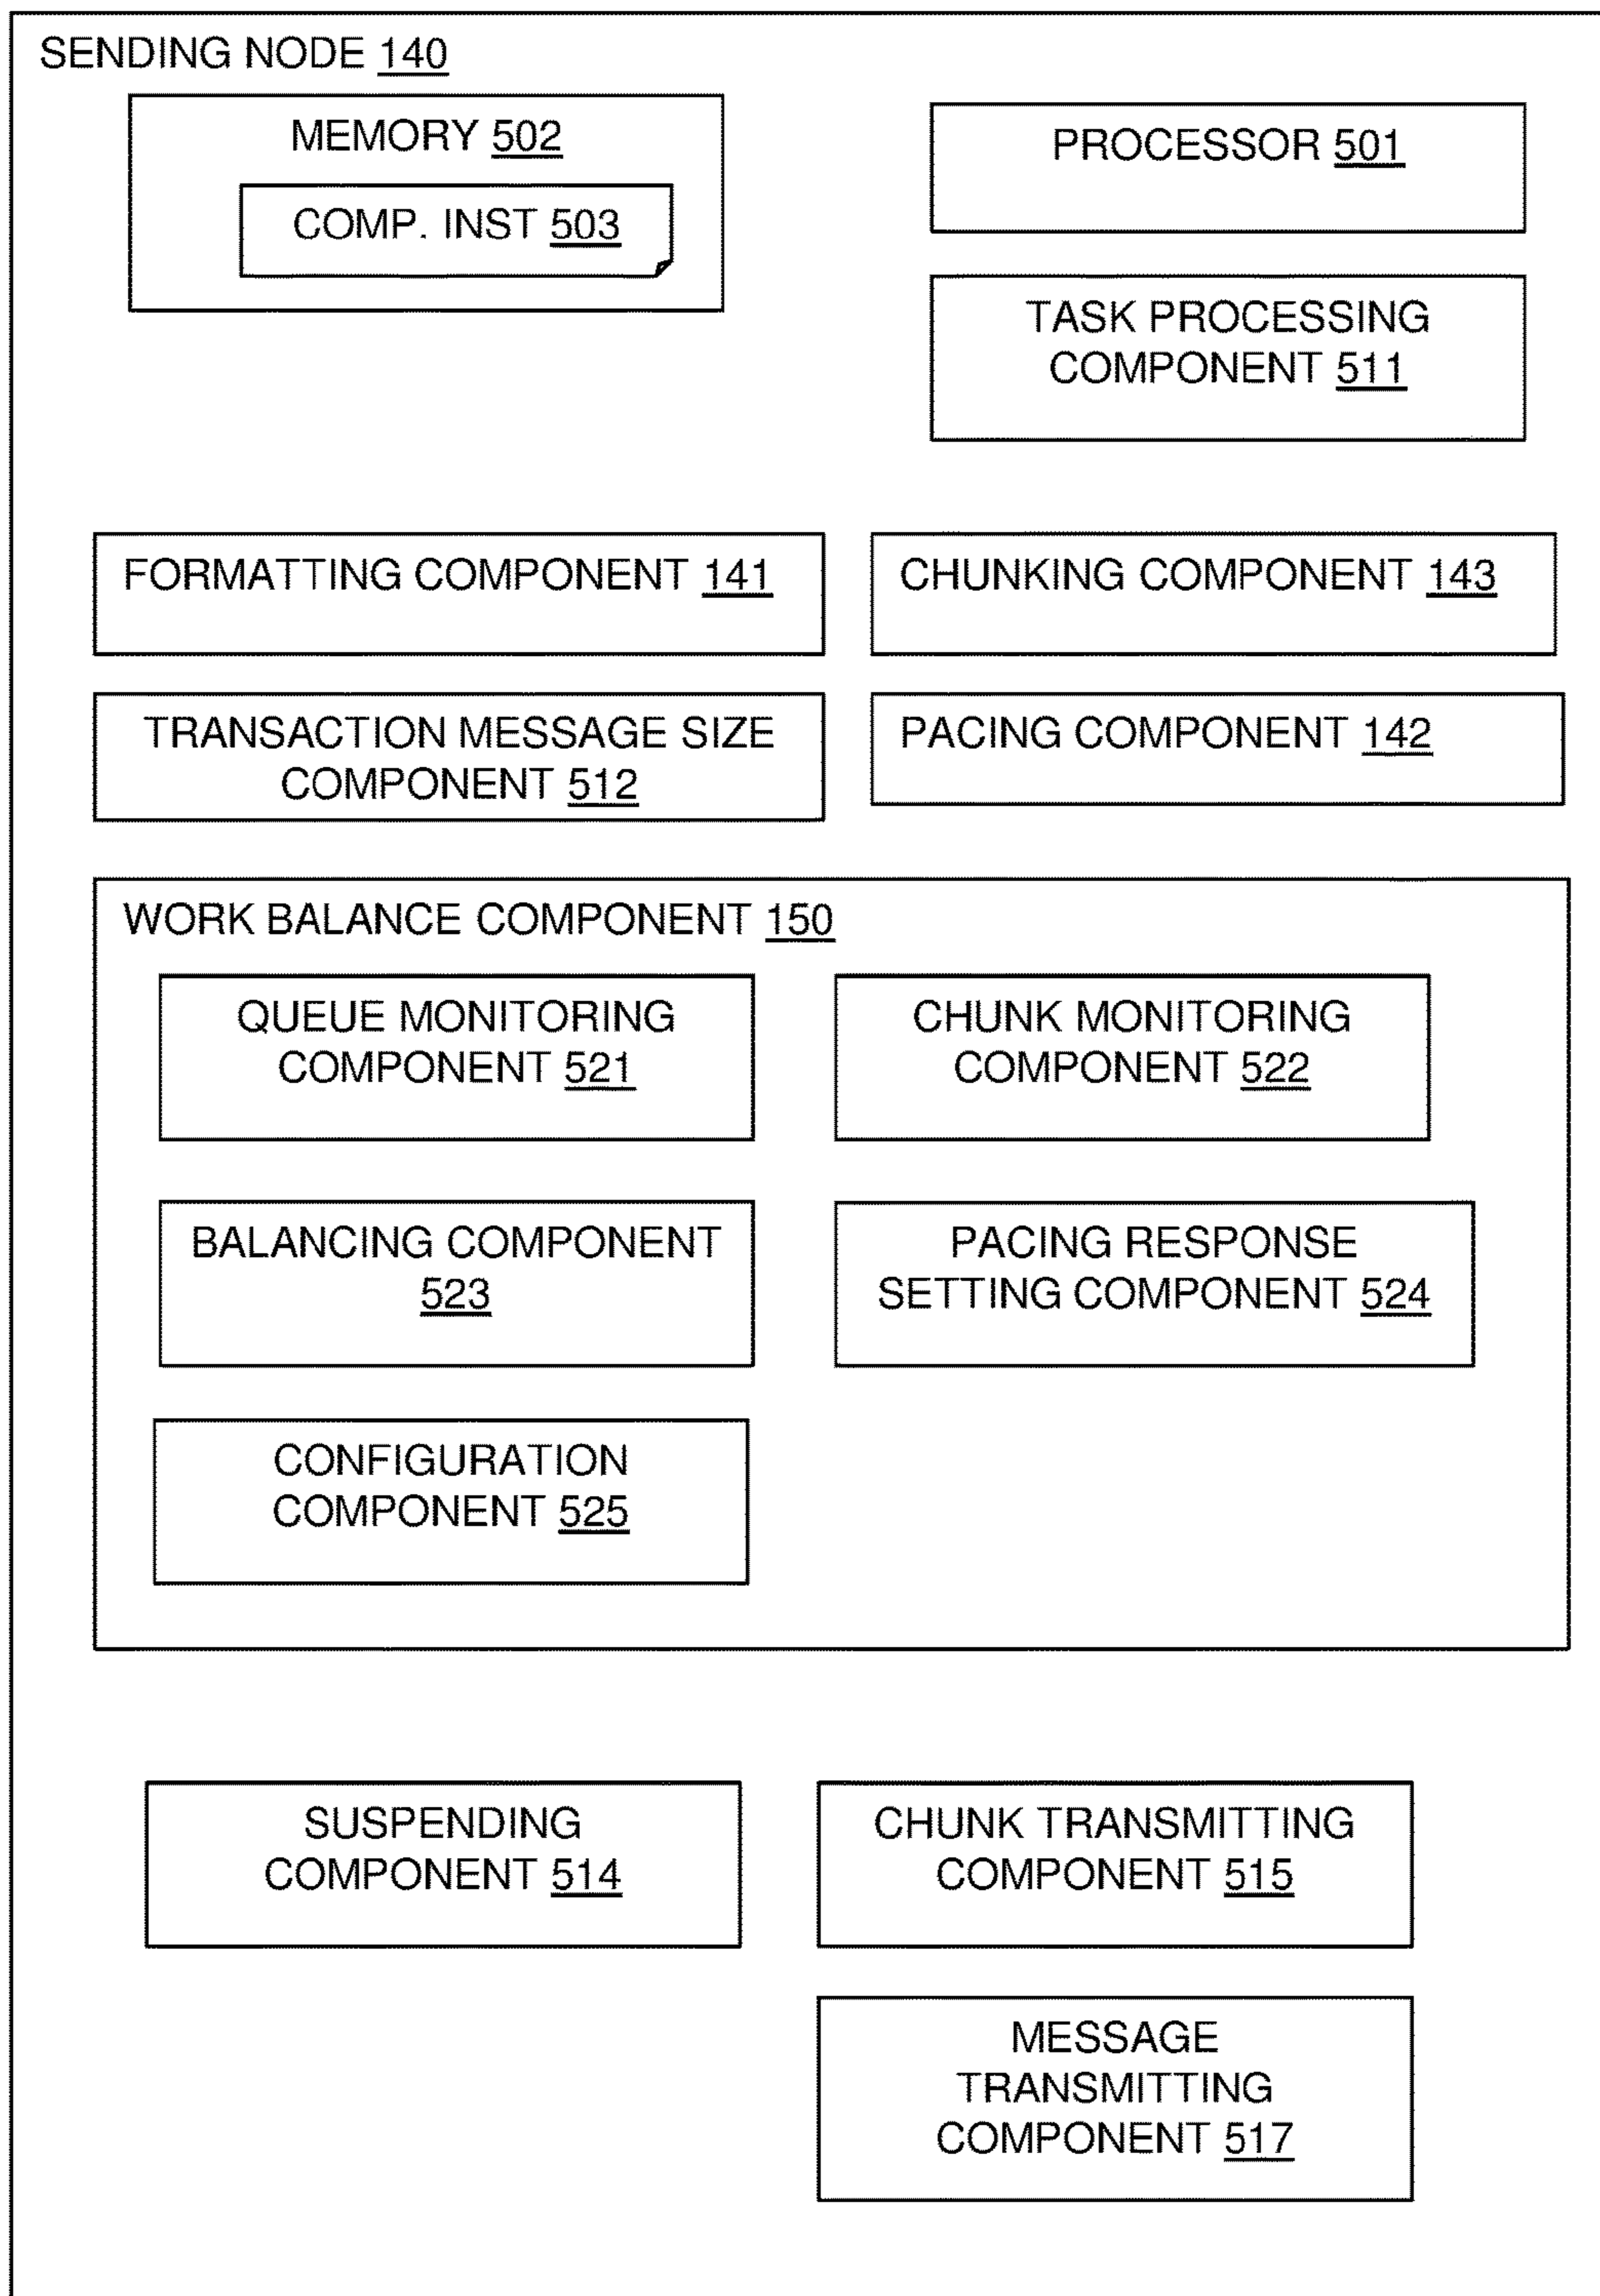 SENDING NODE 140
MEMORY 502
COMP. INST 503
PROCESSOR 501
TASK PROCESSING
COMPONENT 511
FORMATTING COMPONENT 141
CHUNKING COMPONENT 143
TRANSACTION MESSAGE SIZE
COMPONENT 512
PACING COMPONENT 142
WORK BALANCE COMPONENT 150
QUEUE MONITORING
COMPONENT 521
CHUNK MONITORING
COMPONENT 522
BALANCING COMPONENT
523
PACING RESPONSE
SETTING COMPONENT 524
CONFIGURATION
COMPONENT 525
SUSPENDING
COMPONENT 514
CHUNK TRANSMITTING
COMPONENT 515
MESSAGE
TRANSMITTING
COMPONENT 517